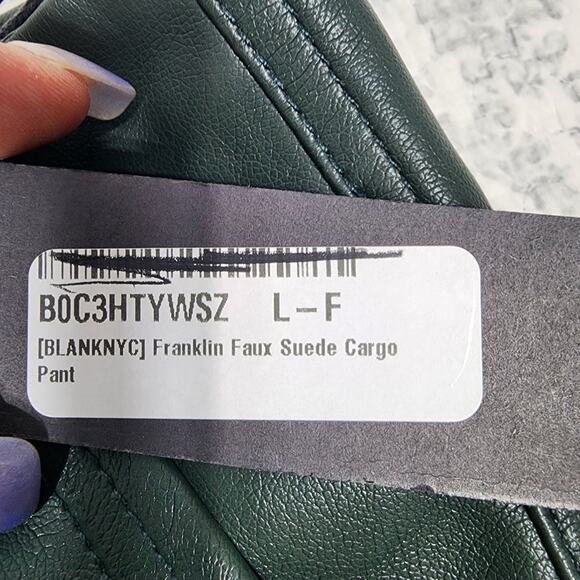 B0C3HTYWSZ L-F
[BLANKNYC] Franklin Faux Suede Cargo
Pant